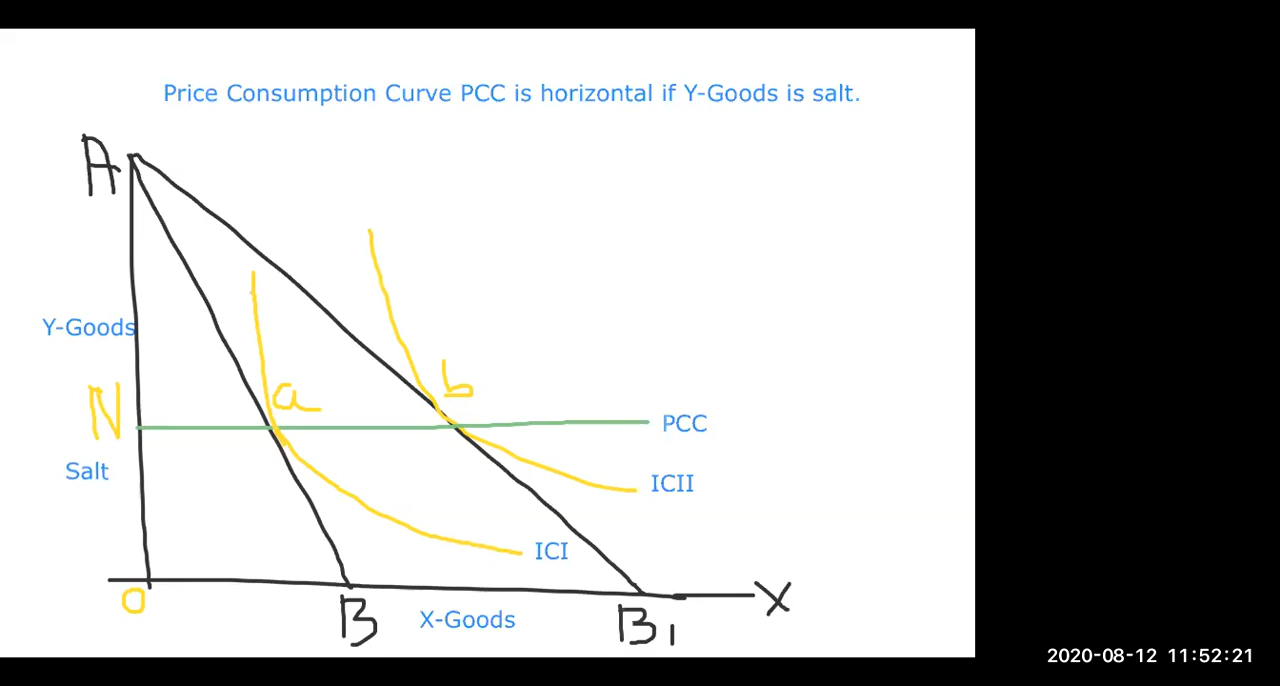 Price Consumption Curve PCC is horizontal if Y-Goods is salt.
A
Y-Goods
N
Salt
a
b
PCC
ICII
ICI
O
B
X-Goods
B1
X
2020-08-12 11:52:21